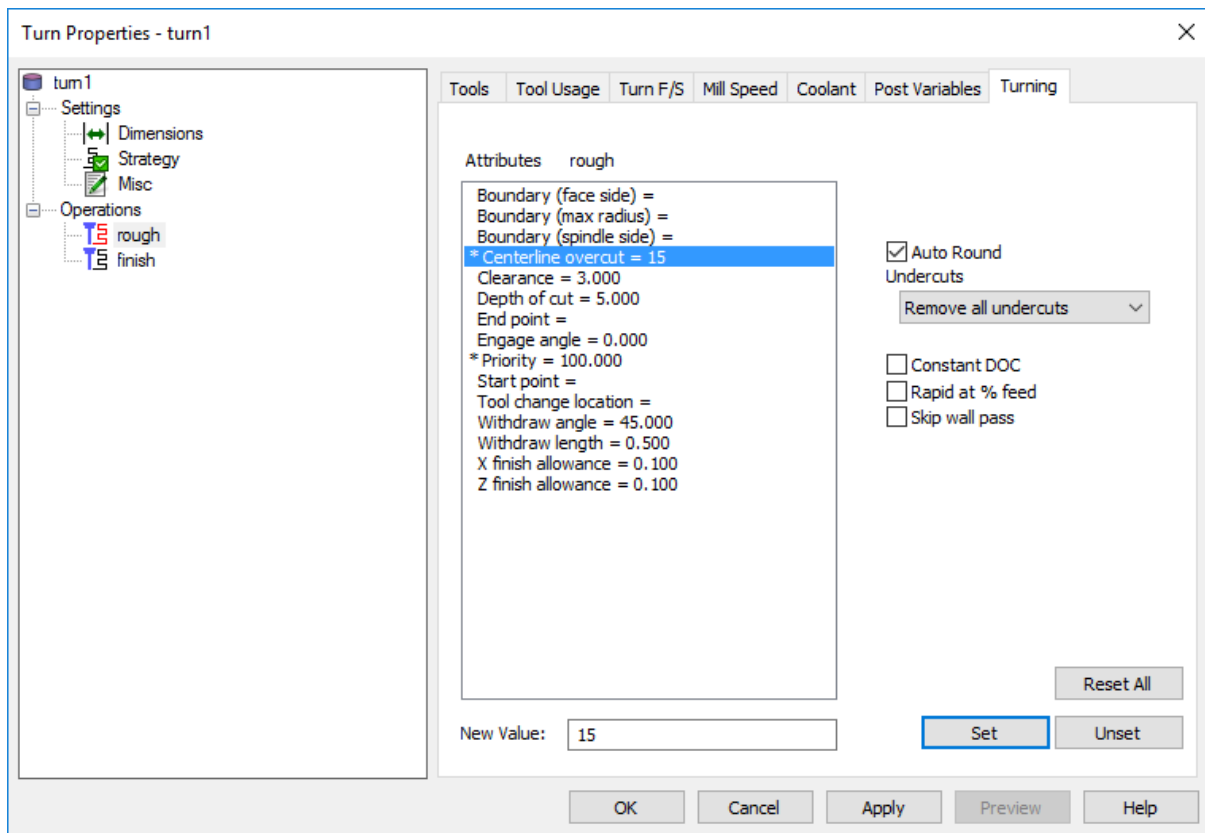 Turn Properties - turn1
turn1
Settings
Dimensions
Strategy
Misc
Operations
rough
finish
Tools Tool Usage Turn F/S Mill Speed Coolant Post Variables Turning
Attributes rough
Boundary (face side) =
Boundary (max radius) =
Boundary (spindle side) =
* Centerline overcut = 15
Clearance = 3.000
Depth of cut = 5.000
End point =
Engage angle = 0.000
* Priority = 100.000
Start point =
Tool change location =
Withdraw angle = 45.000
Withdraw length = 0.500
X finish allowance = 0.100
Z finish allowance = 0.100
Auto Round
Undercuts
Remove all undercuts
Constant DOC
Rapid at % feed
Skip wall pass
Reset All
New Value: 15 Set Unset
OK Cancel Apply Preview Help